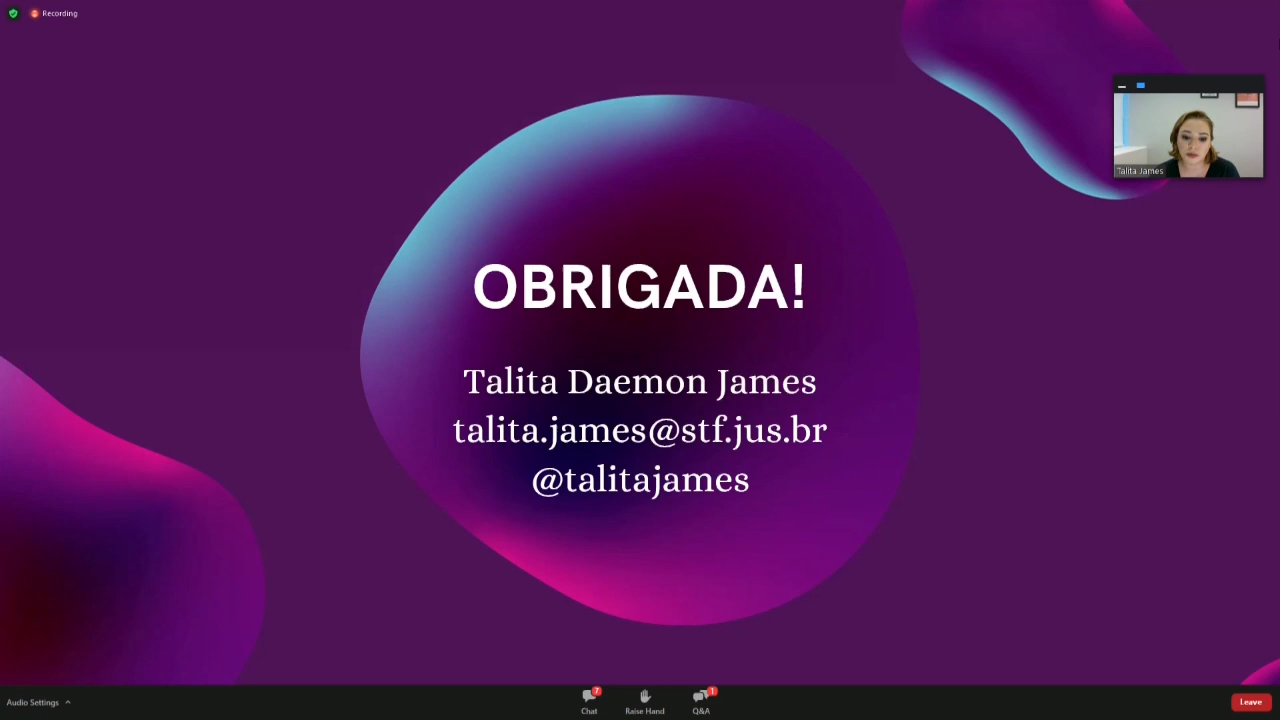 Recording
Talita James
OBRIGADA!
Talita Daemon James
talita.james@stf.jus.br
@talitajames
Audio Settings
7
Chat
Raise Hand
1
Q&A
Leave